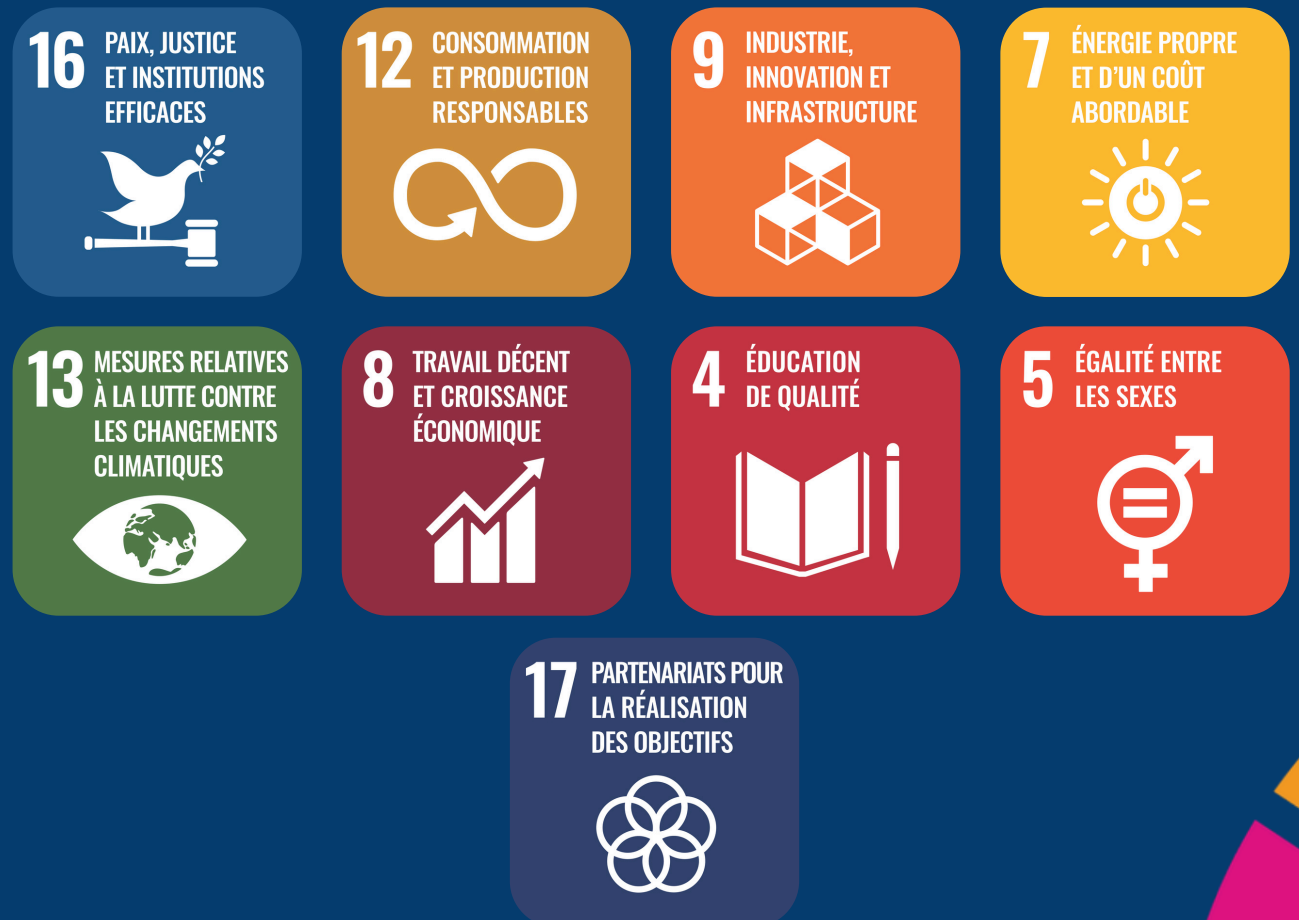 16
PAIX, JUSTICE
ET INSTITUTIONS
EFFICACES
12
CONSOMMATION
ET PRODUCTION
RESPONSABLES
9
INDUSTRIE,
INNOVATION ET
INFRASTRUCTURE
7
ÉNERGIE PROPRE
ET D’UN COÛT
ABORDABLE
13
MESURES RELATIVES
À LA LUTTE CONTRE
LES CHANGEMENTS
CLIMATIQUES
8
TRAVAIL DÉCENT
ET CROISSANCE
ÉCONOMIQUE
4
ÉDUCATION
DE QUALITÉ
5
ÉGALITÉ ENTRE
LES SEXES
17
PARTENARIATS POUR
LA RÉALISATION
DES OBJECTIFS